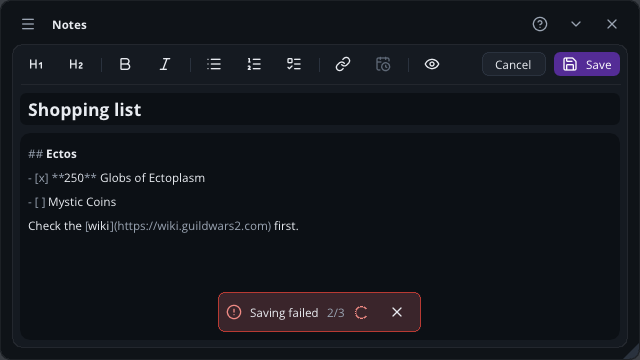 Notes
H1 H2 B I Cancel Save
Shopping list
## Ectos
- [x] **250** Globs of Ectoplasm
- [ ] Mystic Coins
Check the [wiki](https://wiki.guildwars2.com) first.
Saving failed 2/3